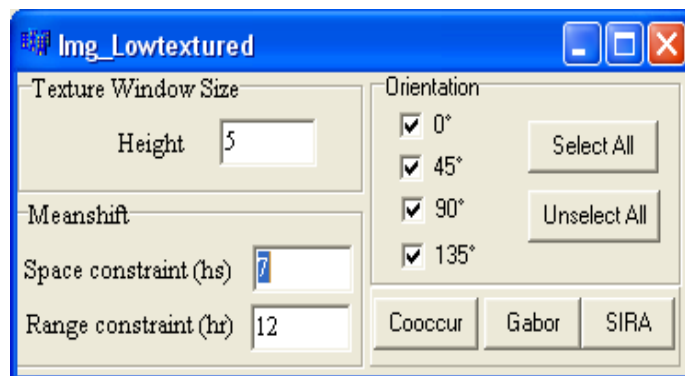 Img_Lowtextured
Texture Window Size
Height 5
Meanshift
Space constraint (hs) 7
Range constraint (hr) 12
Orientation
0°
45°
90°
135°
Select All
Unselect All
Cooccur Gabor SIRA